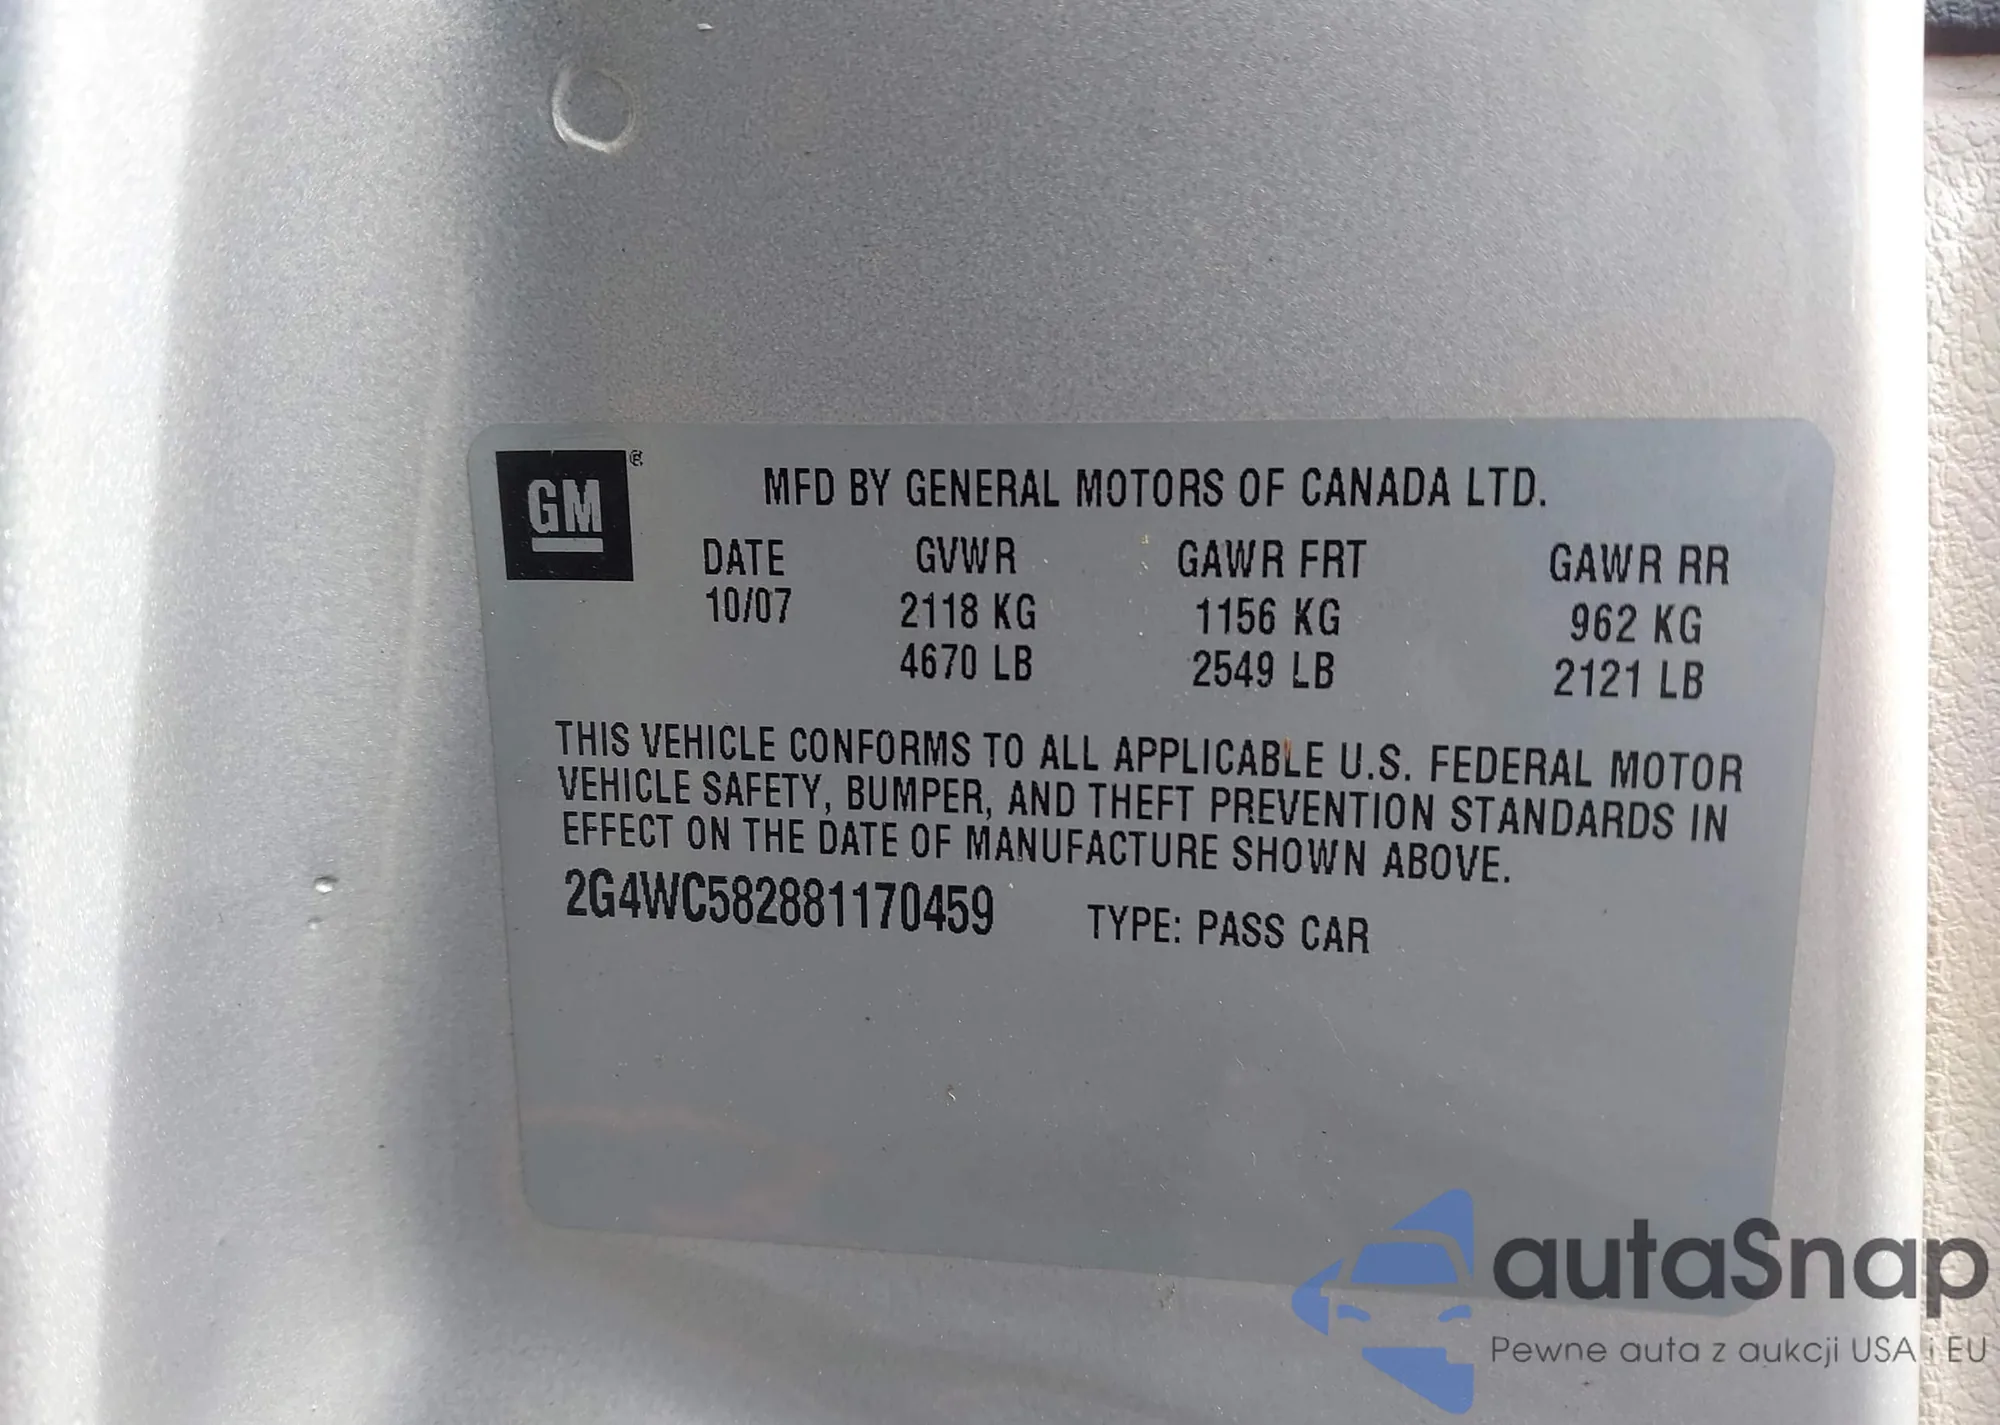 GM ®
MFD BY GENERAL MOTORS OF CANADA LTD.
DATE GVWR GAWR FRT GAWR RR
10/07 2118 KG 1156 KG 962 KG
4670 LB 2549 LB 2121 LB
THIS VEHICLE CONFORMS TO ALL APPLICABLE U.S. FEDERAL MOTOR
VEHICLE SAFETY, BUMPER, AND THEFT PREVENTION STANDARDS IN
EFFECT ON THE DATE OF MANUFACTURE SHOWN ABOVE.
2G4WC582881170459 TYPE: PASS CAR
autaSnap
Pewne auta z aukcji USA i EU